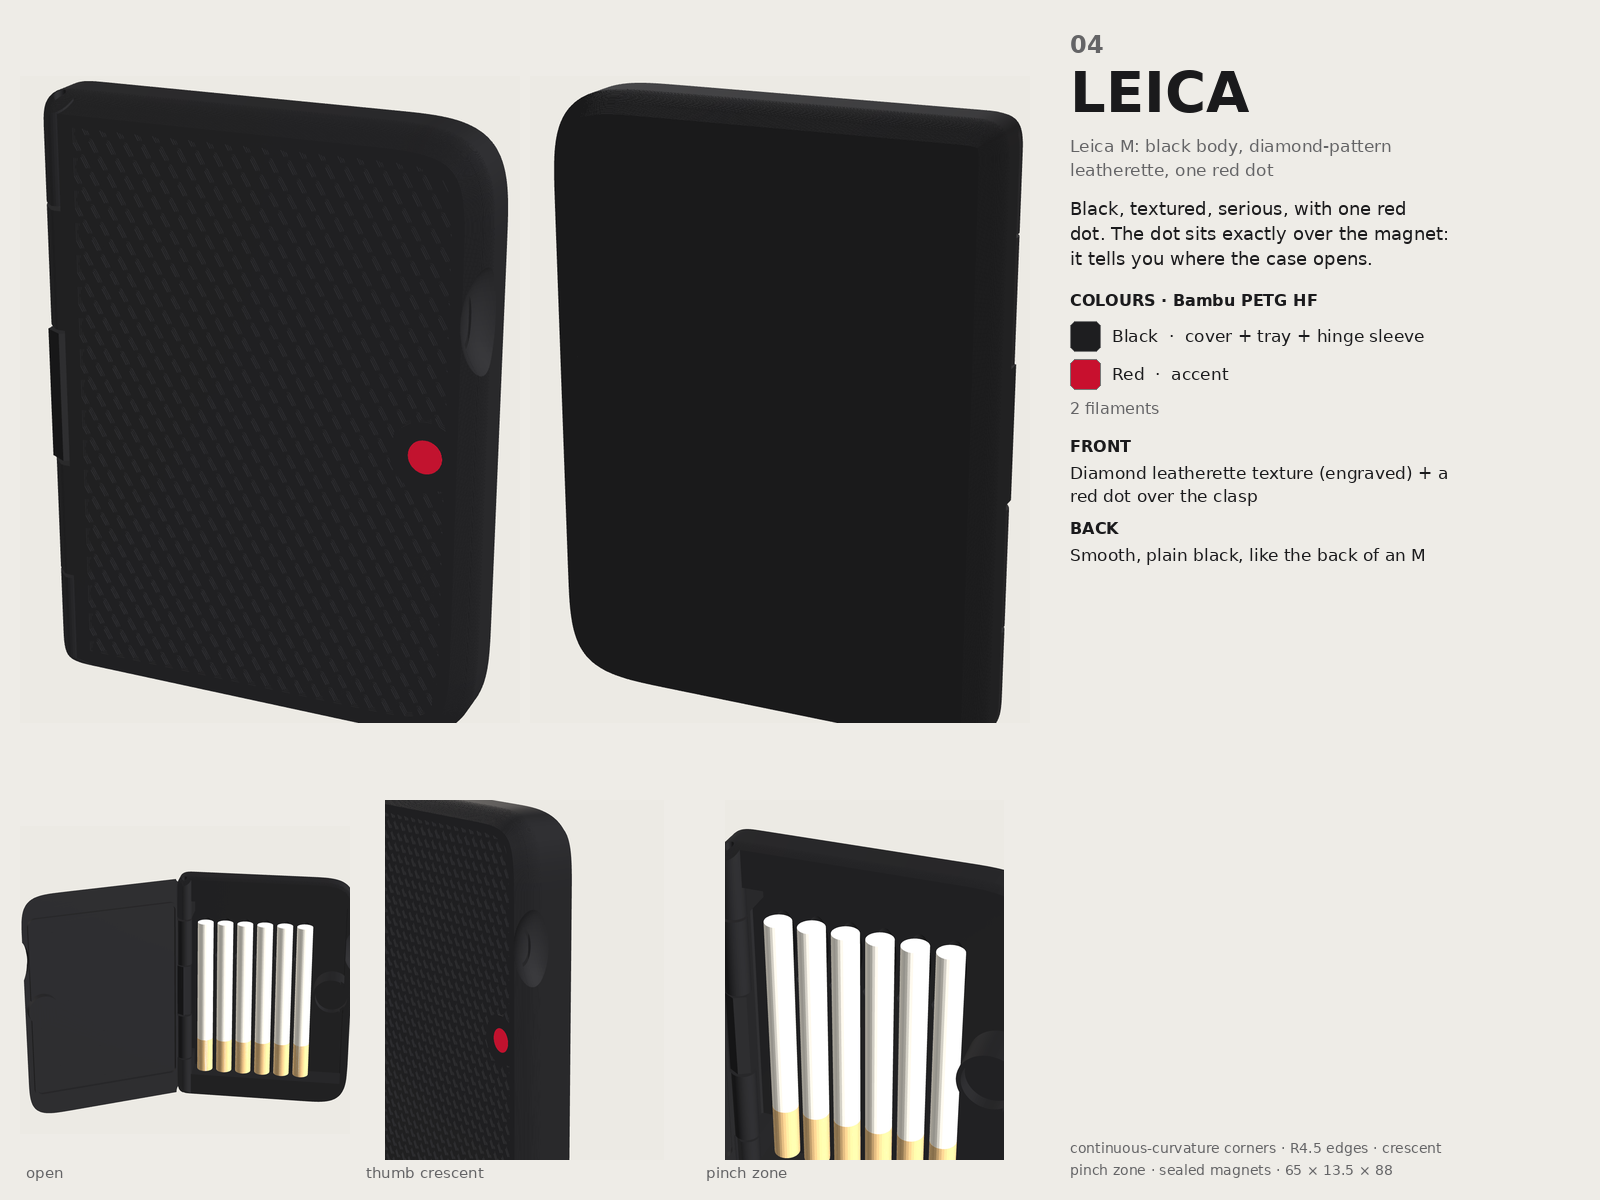 04
LEICA
Leica M: black body, diamond-pattern
leatherette, one red dot
Black, textured, serious, with one red
dot. The dot sits exactly over the magnet:
it tells you where the case opens.
COLOURS · Bambu PETG HF
Black · cover + tray + hinge sleeve
Red · accent
2 filaments
FRONT
Diamond leatherette texture (engraved) + a
red dot over the clasp
BACK
Smooth, plain black, like the back of an M
open
thumb crescent
pinch zone
continuous-curvature corners · R4.5 edges · crescent
pinch zone · sealed magnets · 65 × 13.5 × 88